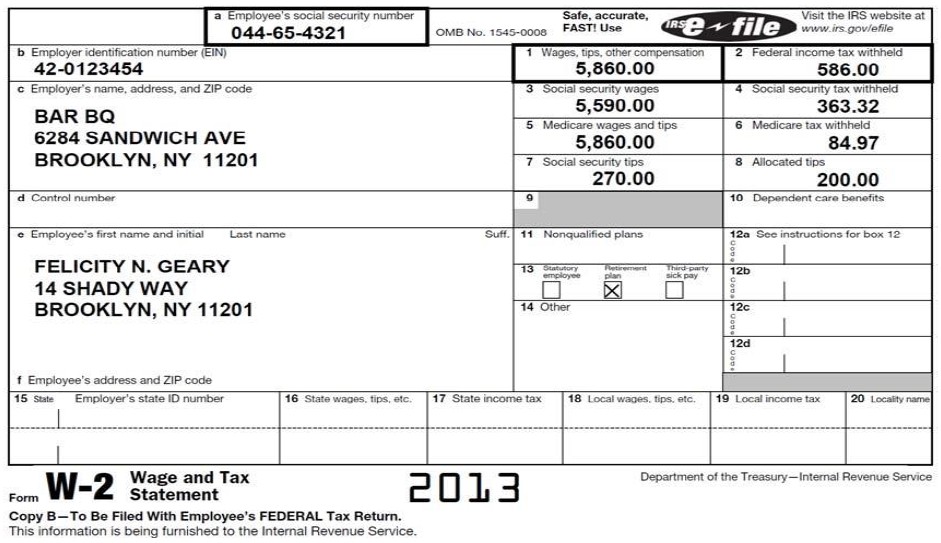 a Employee's social security number
044-65-4321
OMB No. 1545-0008
Safe, accurate,
FAST! Use
IRS e file
Visit the IRS website at
www.irs.gov/efile
b Employer identification number (EIN)
42-0123454
1 Wages, tips, other compensation
5,860.00
2 Federal income tax withheld
586.00
c Employer's name, address, and ZIP code
BAR BQ
6284 SANDWICH AVE
BROOKLYN, NY 11201
3 Social security wages
5,590.00
4 Social security tax withheld
363.32
5 Medicare wages and tips
5,860.00
6 Medicare tax withheld
84.97
7 Social security tips
270.00
8 Allocated tips
200.00
d Control number
9
10 Dependent care benefits
e Employee's first name and initial Last name Suff.
FELICITY N. GEARY
14 SHADY WAY
BROOKLYN, NY 11201
11 Nonqualified plans
12a See instructions for box 12
Code
13 Statutory employee Retirement plan Third-party sick pay
12b
Code
14 Other
12c
Code
12d
Code
f Employee's address and ZIP code
15 State Employer's state ID number
16 State wages, tips, etc.
17 State income tax
18 Local wages, tips, etc.
19 Local income tax
20 Locality name
Form W-2 Wage and Tax
Statement
2013
Department of the Treasury—Internal Revenue Service
Copy B—To Be Filed With Employee's FEDERAL Tax Return.
This information is being furnished to the Internal Revenue Service.